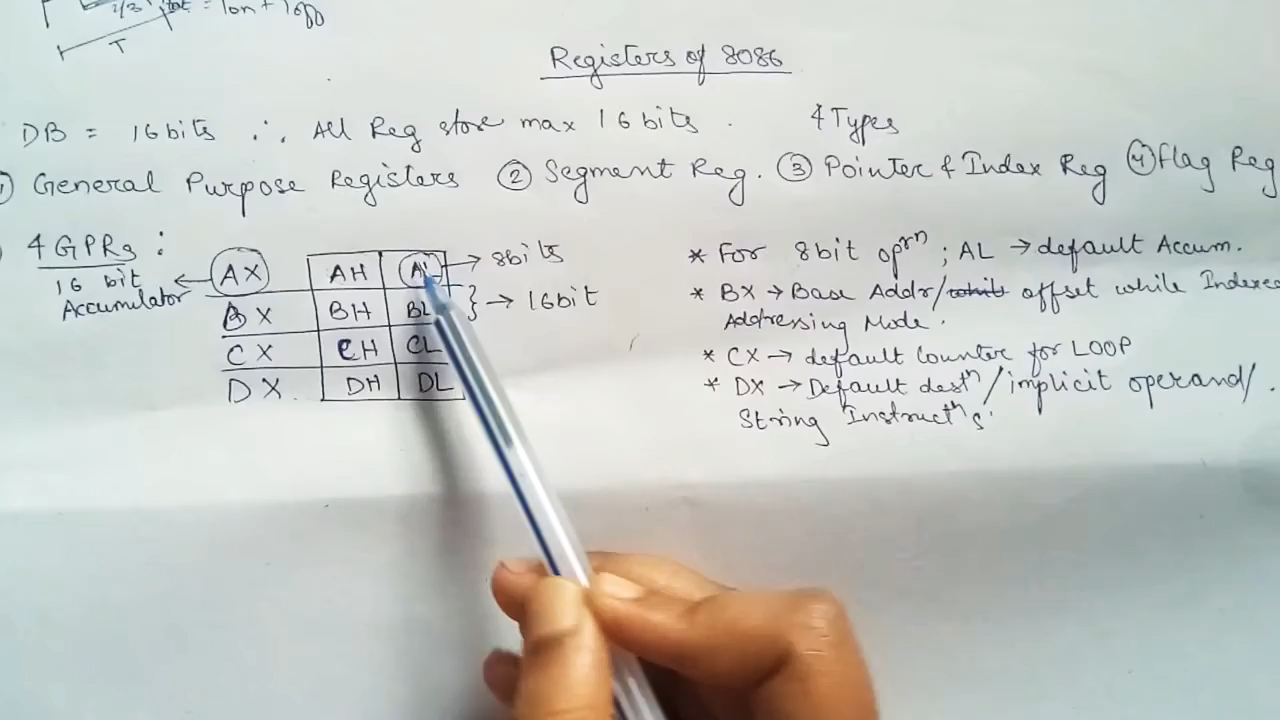 T
Registers of 8086
DB = 16 bits ∴ All Reg store max 16 bits . 4 Types
General Purpose Registers ② Segment Reg. ③ Pointer & Index Reg ④ Flag Reg
4 GPRs :
16 bit Accumulator ← AX AH → 8bits
BX BH BL } → 16bit
CX CH CL
DX. DH DL
* For 8bit oprn ; AL → default Accum.
* BX → Base Addr/ offset while Indexed
Addressing Mode.
* CX → default Counter for LOOP
* DX → Default destn/implicit operand/.
String Instructns.